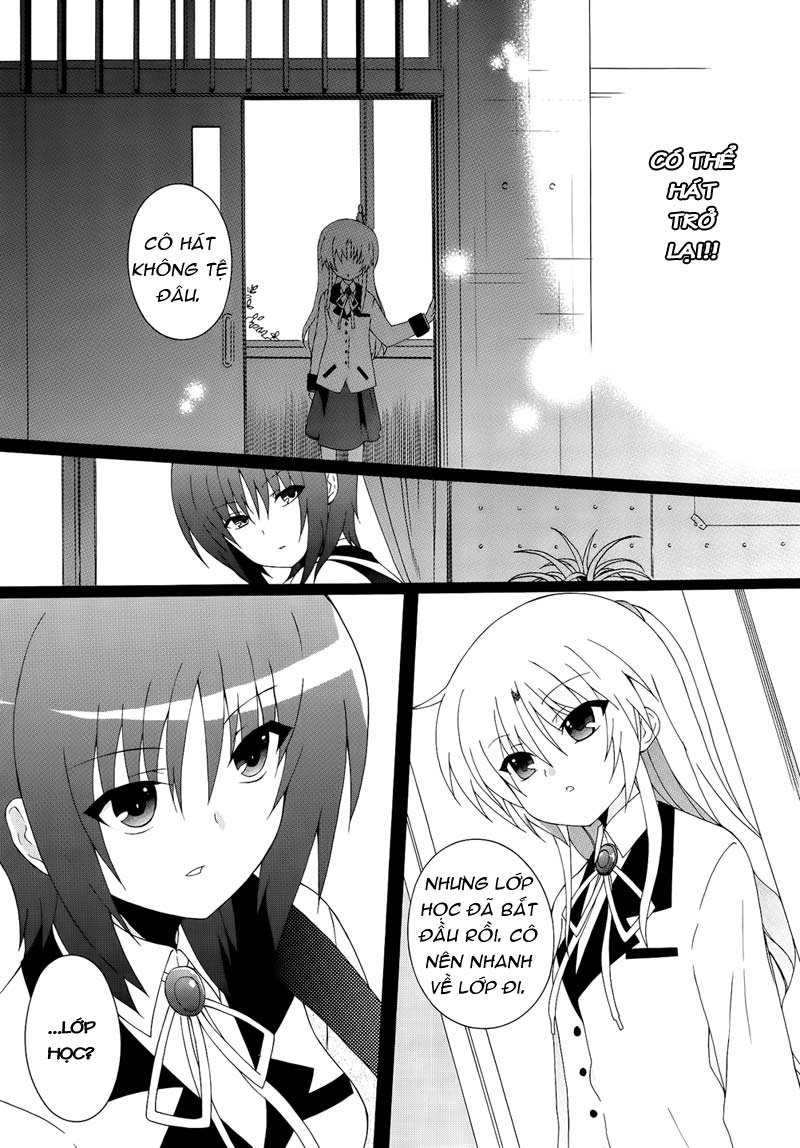 CÓ THỂ
HÁT
TRỞ
LẠI!!
CÔ HÁT
KHÔNG TỆ
ĐÂU.
NHƯNG LỚP
HỌC ĐÃ BẮT
ĐẦU RỒI. CÔ
NÊN NHANH
VỀ LỚP ĐI.
...LỚP
HỌC?